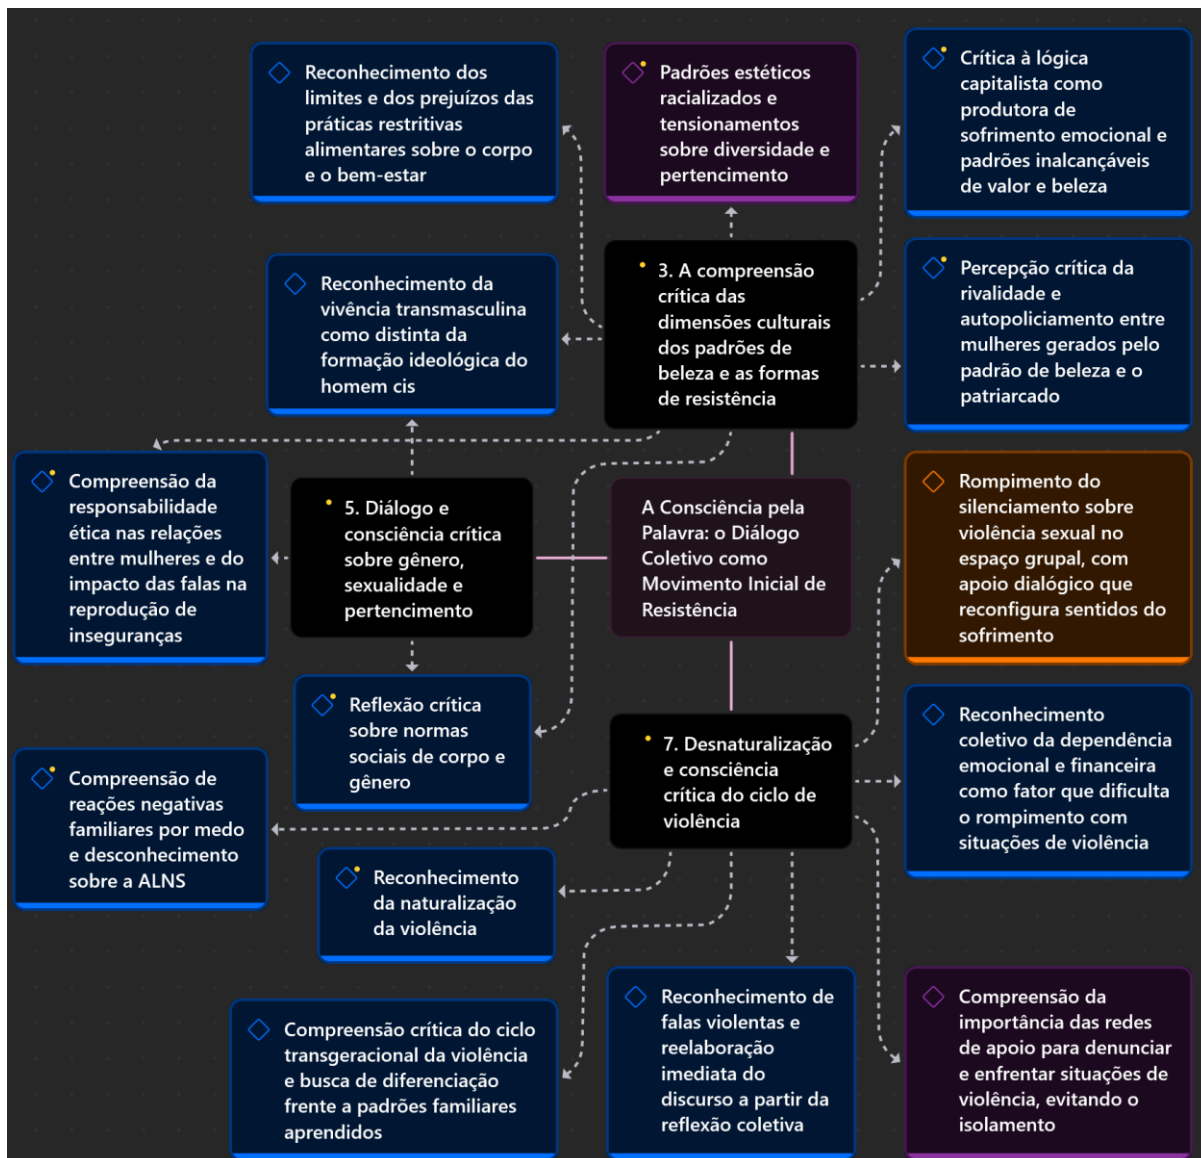 Reconhecimento dos
limites e dos prejuízos das
práticas restritivas
alimentares sobre o corpo
e o bem-estar
Padrões estéticos
racializados e
tensionamentos
sobre diversidade e
pertencimento
Crítica à lógica
capitalista como
produtora de
sofrimento emocional e
padrões inalcançáveis
de valor e beleza
Reconhecimento da
vivência transmasculina
como distinta da
formação ideológica do
homem cis
3. A compreensão
crítica das
dimensões culturais
dos padrões de
beleza e as formas
de resistência
Percepção crítica da
rivalidade e
autopoliciamento entre
mulheres gerados pelo
padrão de beleza e o
patriarcado
Compreensão da
responsabilidade
ética nas relações
entre mulheres e do
impacto das falas na
reprodução de
inseguranças
5. Diálogo e
consciência crítica
sobre gênero,
sexualidade e
pertencimento
A Consciência pela
Palavra: o Diálogo
Coletivo como
Movimento Inicial de
Resistência
Rompimento do
silenciamento sobre
violência sexual no
espaço grupal, com
apoio dialógico que
reconfigura sentidos do
sofrimento
Reflexão crítica
sobre normas
sociais de corpo e
gênero
7. Desnaturalização
e consciência
crítica do ciclo de
violência
Reconhecimento
coletivo da dependência
emocional e financeira
como fator que dificulta
o rompimento com
situações de violência
Compreensão de
reações negativas
familiares por medo
e desconhecimento
sobre a ALNS
Reconhecimento
da naturalização
da violência
Compreensão crítica do ciclo
transgeracional da violência
e busca de diferenciação
frente a padrões familiares
aprendidos
Reconhecimento de
falas violentas e
reelaboração
imediata do
discurso a partir da
reflexão coletiva
Compreensão da
importância das redes
de apoio para denunciar
e enfrentar situações de
violência, evitando o
isolamento